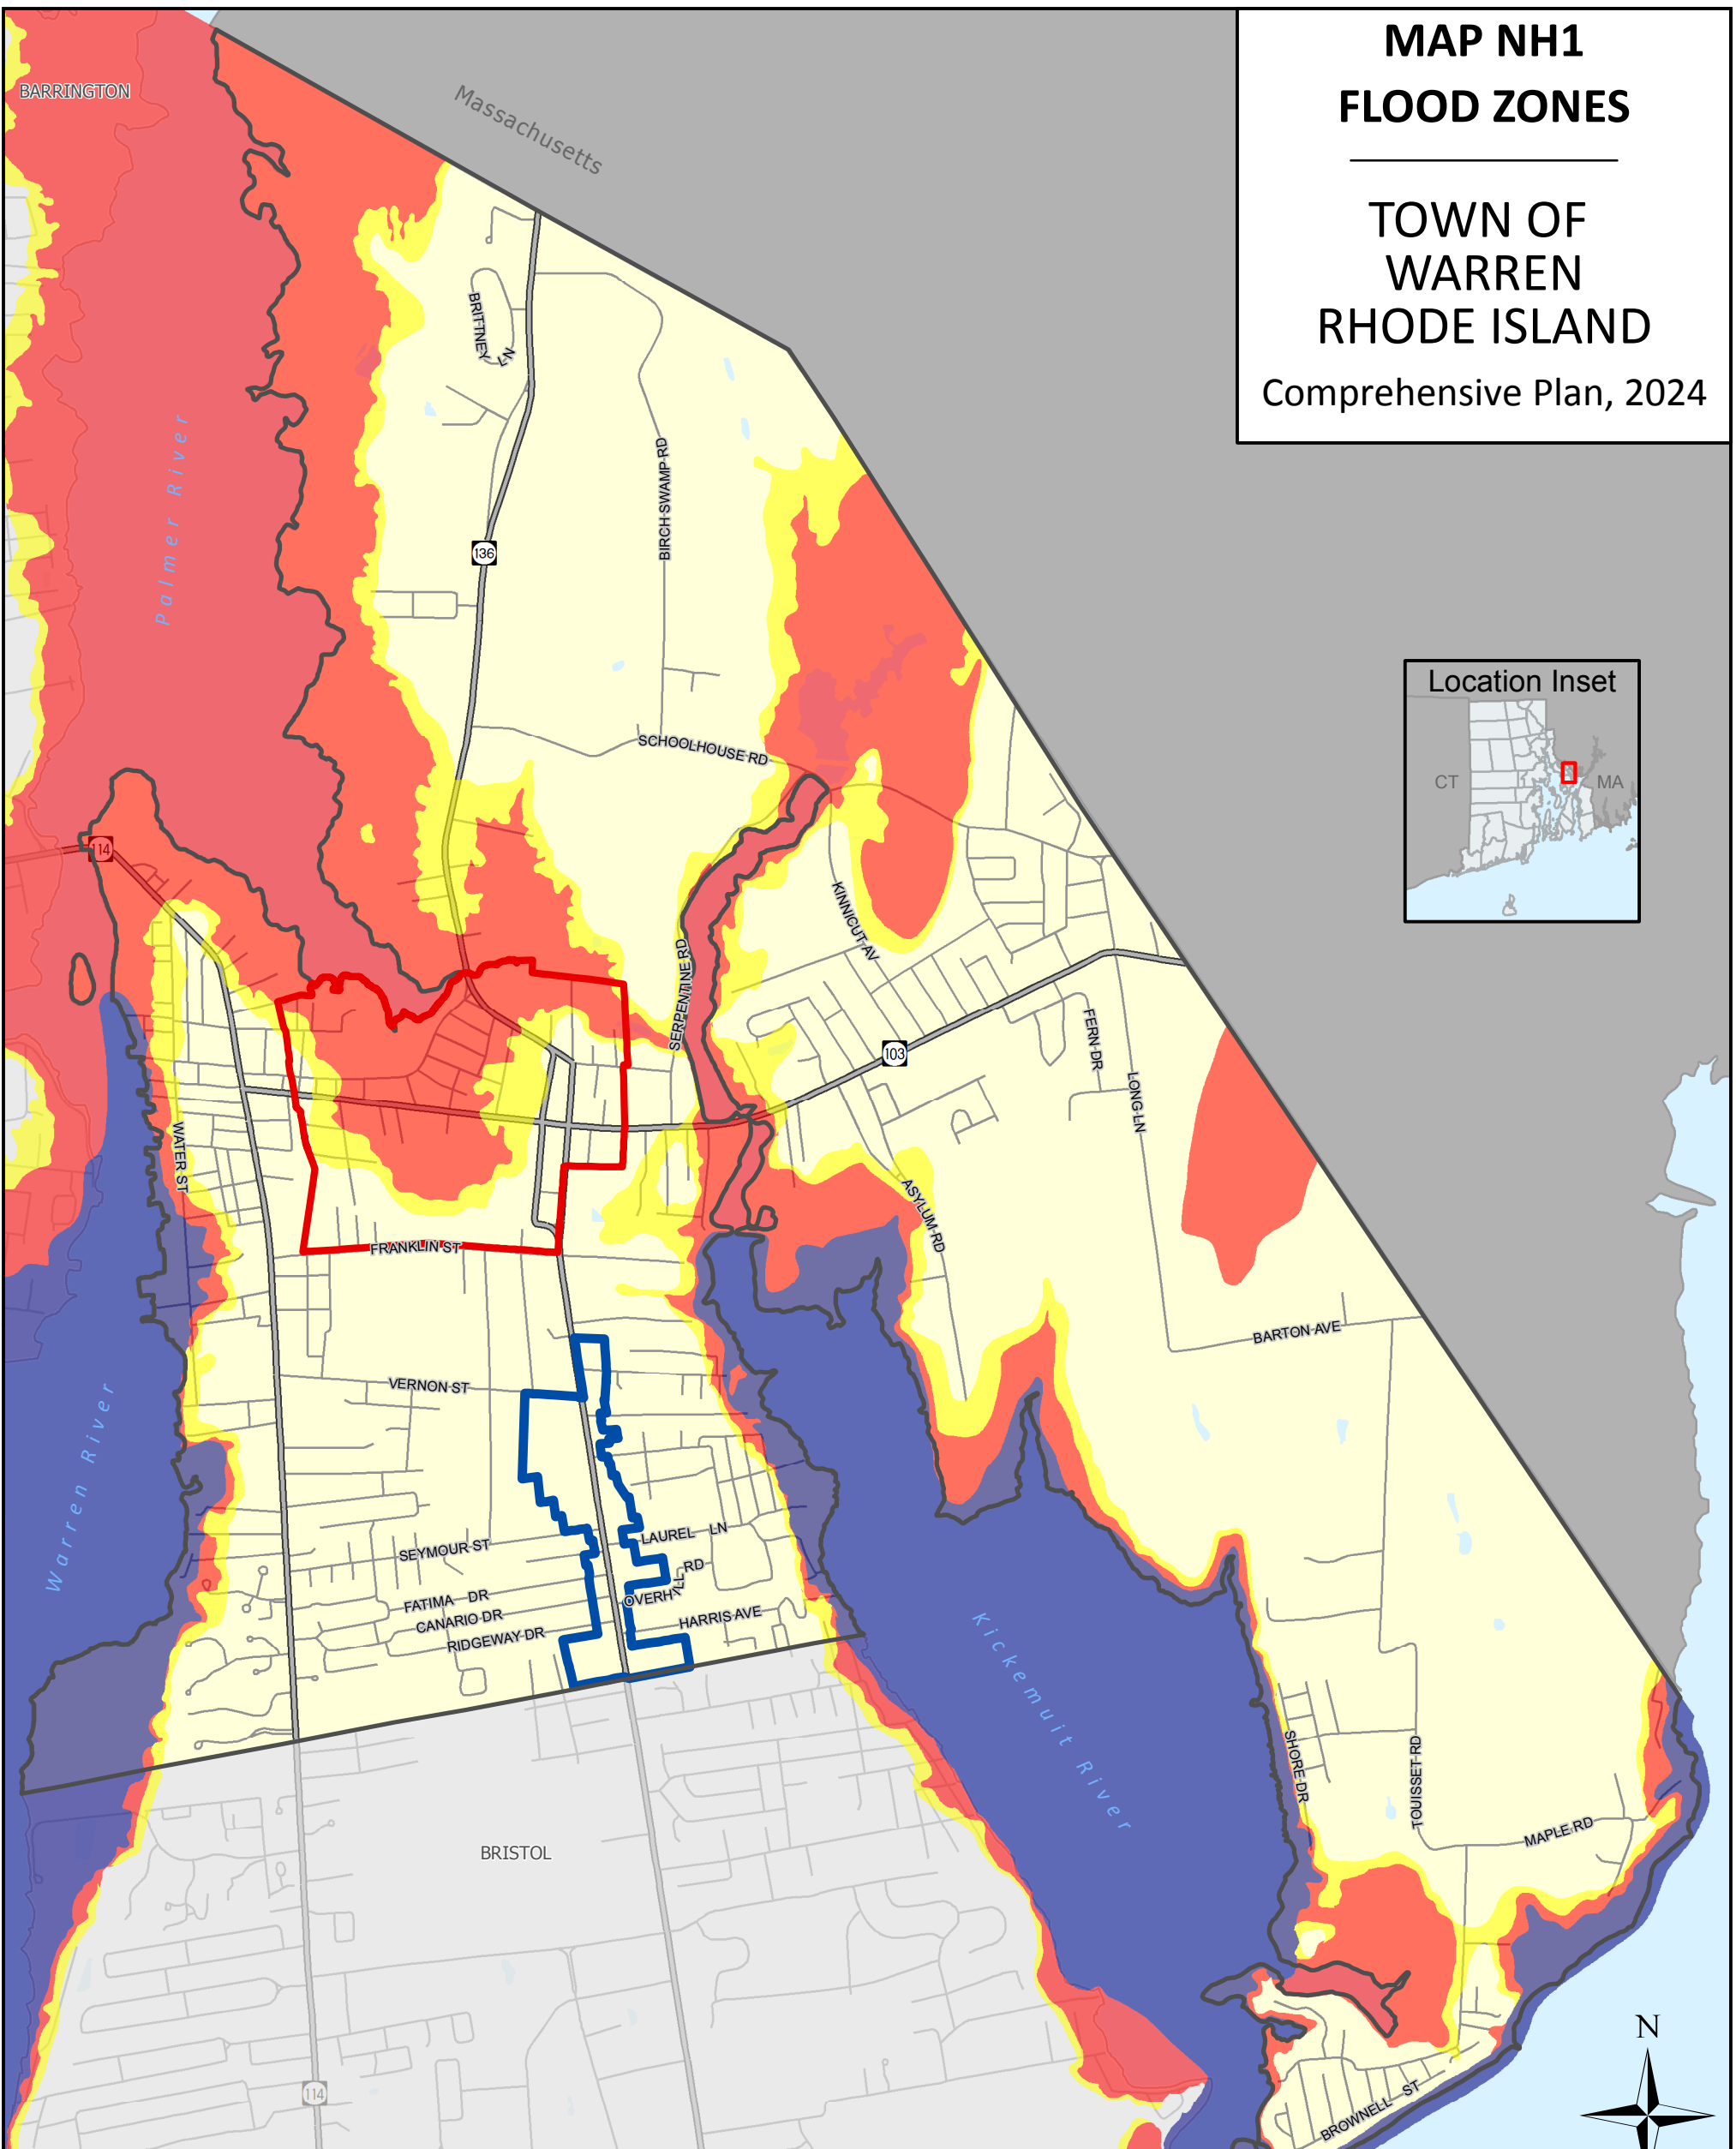 MAP NH1
FLOOD ZONES
TOWN OF
WARREN
RHODE ISLAND
Comprehensive Plan, 2024
BARRINGTON
Massachusetts
Palmer River
BRITTNEY LN
136
BIRCH SWAMP RD
Location Inset
CT
MA
SCHOOLHOUSE RD
114
KINNICUT AV
SERPENTINE RD
103
FERN DR
LONG LN
WATER ST
ASYLUM RD
FRANKLIN ST
BARTON AVE
VERNON ST
Warren River
LAUREL LN
SEYMOUR ST
OVERHILL RD
FATIMA DR
CANARIO DR
HARRIS AVE
RIDGEWAY DR
Kickemuit River
SHORE DR
TOUISSET RD
MAPLE RD
BRISTOL
N
114
BROWNELL ST